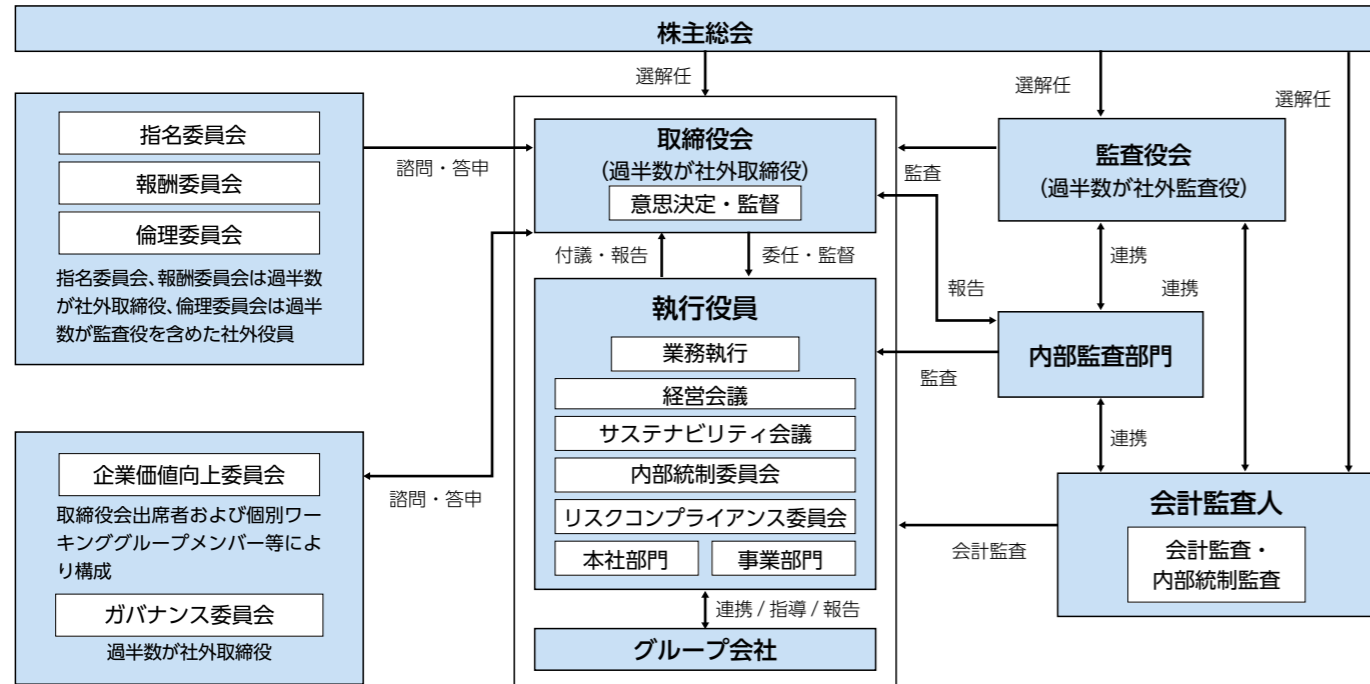 株主総会
選解任
選解任
選解任
指名委員会
報酬委員会
倫理委員会
指名委員会、報酬委員会は過半数
が社外取締役、倫理委員会は過半
数が監査役を含めた社外役員
諮問・答申
取締役会
(過半数が社外取締役)
意思決定・監督
監査
監査役会
(過半数が社外監査役)
付議・報告
委任・監督
報告
連携
連携
執行役員
業務執行
経営会議
サステナビリティ会議
内部統制委員会
リスクコンプライアンス委員会
本社部門
事業部門
監査
内部監査部門
連携
企業価値向上委員会
取締役会出席者および個別ワー
キンググループメンバー等によ
り構成
ガバナンス委員会
過半数が社外取締役
諮問・答申
会計監査
会計監査人
会計監査・
内部統制監査
連携 / 指導 / 報告
グループ会社